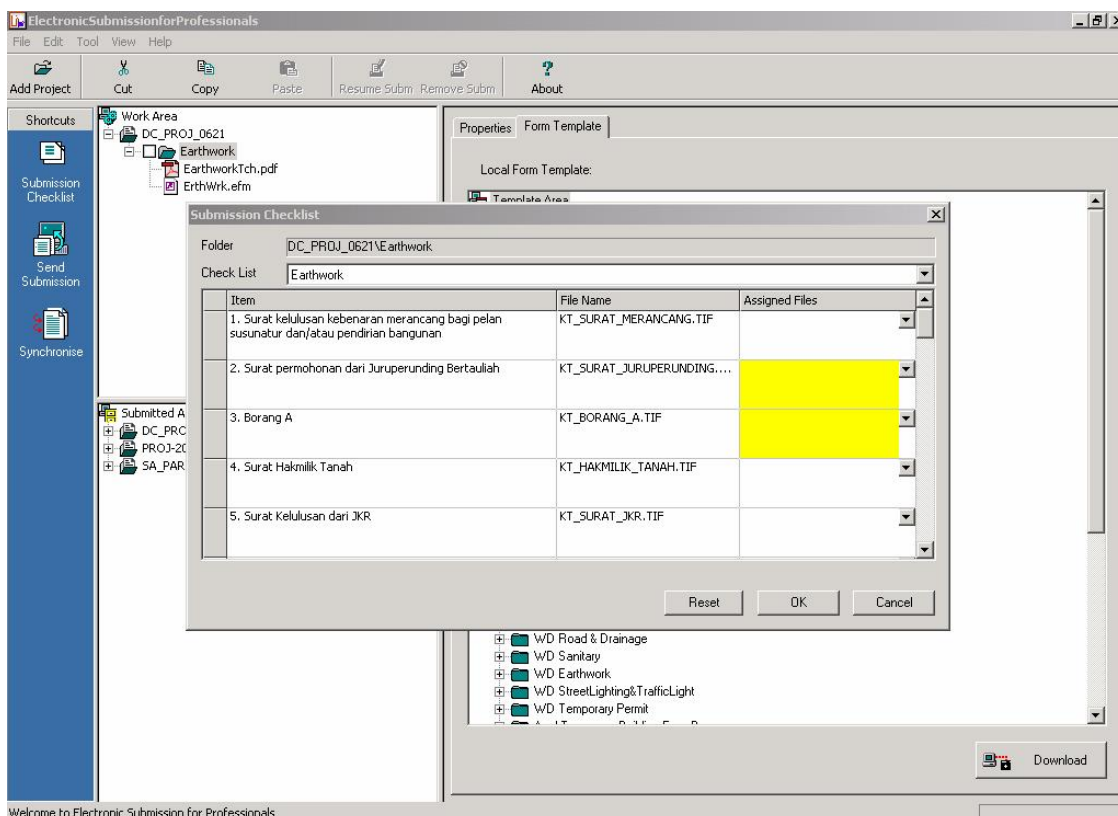 ElectronicSubmissionforProfessionals
File Edit Tool View Help
Add Project Cut Copy Paste Resume Subm Remove Subm About
Shortcuts
Submission
Checklist
Send
Submission
Synchronise
Work Area
DC_PROJ_0621
Earthwork
EarthworkTch.pdf
ErthWrk.efm
Submitted A
DC_PRO
PROJ-20
SA_PAR
Properties Form Template
Local Form Template:
Template Area
Submission Checklist
Folder DC_PROJ_0621\Earthwork
Check List Earthwork
Item File Name Assigned Files
1. Surat kelulusan kebenaran merancang bagi pelan KT_SURAT_MERANCANG.TIF
susunatur dan/atau pendirian bangunan
2. Surat permohonan dari Juruperunding Bertauliah KT_SURAT_JURUPERUNDING....
3. Borang A KT_BORANG_A.TIF
4. Surat Hakmilik Tanah KT_HAKMILIK_TANAH.TIF
5. Surat Kelulusan dari JKR KT_SURAT_JKR.TIF
Reset OK Cancel
WD Road & Drainage
WD Sanitary
WD Earthwork
WD StreetLighting&TrafficLight
WD Temporary Permit
Download
Welcome to Electronic Submission for Professionals